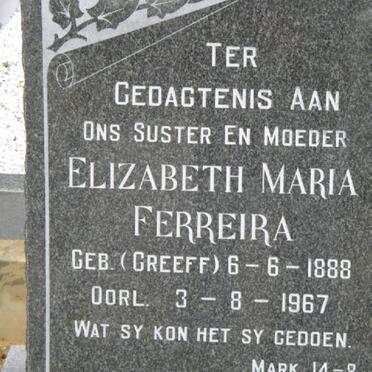 TER
GEDAGTENIS AAN
ONS SUSTER EN MOEDER
ELIZABETH MARIA
FERREIRA
GEB. (GREEFF) 6 - 6 - 1888
OORL. 3 - 8 - 1967
WAT SY KON HET SY GEDOEN.
MARK. 14-8